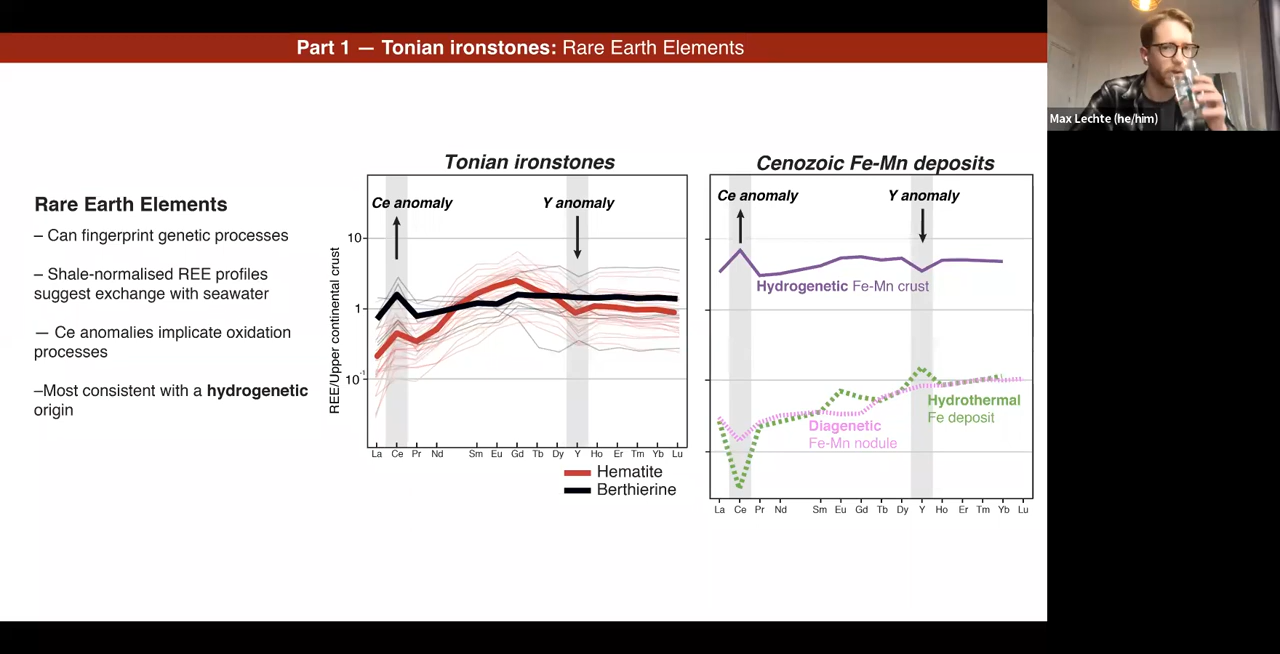 Part 1 — Tonian ironstones: Rare Earth Elements
Max Lechte (he/him)
Rare Earth Elements
– Can fingerprint genetic processes
– Shale-normalised REE profiles
suggest exchange with seawater
— Ce anomalies implicate oxidation
processes
–Most consistent with a hydrogenetic
origin
Tonian ironstones
Ce anomaly
Y anomaly
REE/Upper continental crust
10
1
10-1
La Ce Pr Nd Sm Eu Gd Tb Dy Y Ho Er Tm Yb Lu
Hematite
Berthierine
Cenozoic Fe-Mn deposits
Ce anomaly
Y anomaly
Hydrogenetic Fe-Mn crust
Hydrothermal
Fe deposit
Diagenetic
Fe-Mn nodule
La Ce Pr Nd Sm Eu Gd Tb Dy Y Ho Er Tm Yb Lu